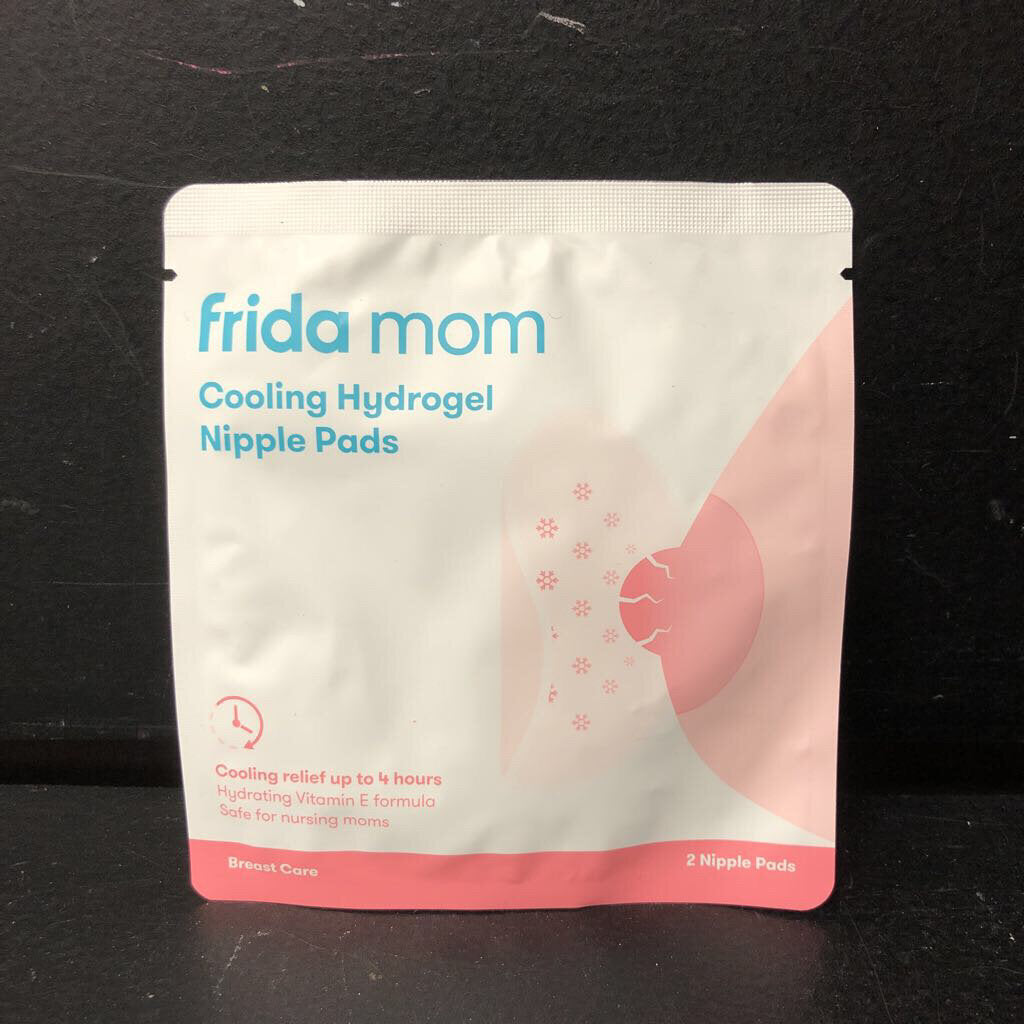 frida mom
Cooling Hydrogel
Nipple Pads
Cooling relief up to 4 hours
Hydrating Vitamin E formula
Safe for nursing moms
Breast Care
2 Nipple Pads